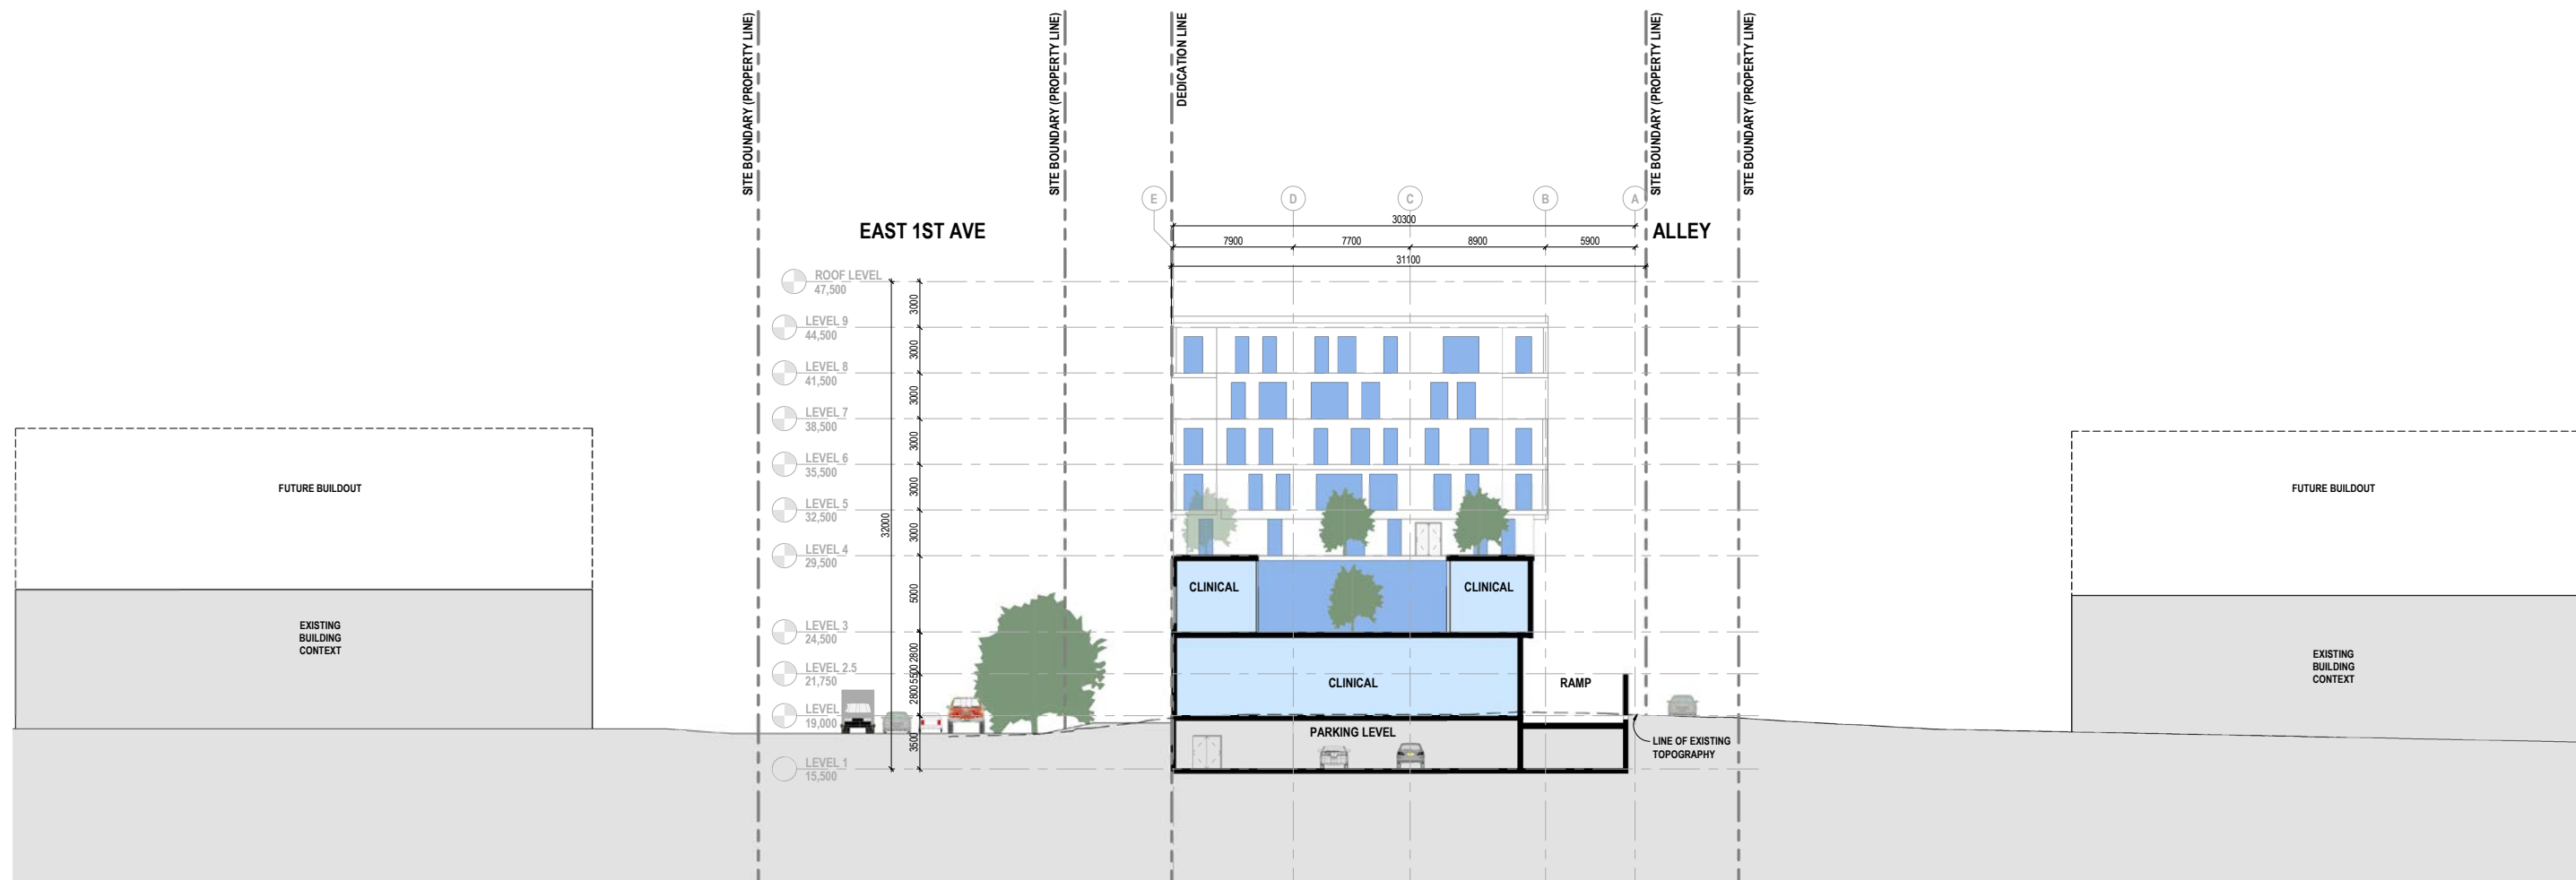 SITE BOUNDARY (PROPERTY LINE)
SITE BOUNDARY (PROPERTY LINE)
DEDICATION LINE
SITE BOUNDARY (PROPERTY LINE)
SITE BOUNDARY (PROPERTY LINE)
E
D
C
B
A
EAST 1ST AVE
ALLEY
30300
7900
7700
8900
5900
31100
ROOF LEVEL
47,500
3000
LEVEL 9
44,500
3000
LEVEL 8
41,500
3000
LEVEL 7
38,500
3000
LEVEL 6
35,500
3000
LEVEL 5
32,500
32000
3000
LEVEL 4
29,500
5000
LEVEL 3
24,500
2800
LEVEL 2.5
21,750
5500
2800
LEVEL
19,000
3500
LEVEL 1
15,500
FUTURE BUILDOUT
EXISTING
BUILDING
CONTEXT
CLINICAL
CLINICAL
CLINICAL
RAMP
PARKING LEVEL
LINE OF EXISTING
TOPOGRAPHY
FUTURE BUILDOUT
EXISTING
BUILDING
CONTEXT